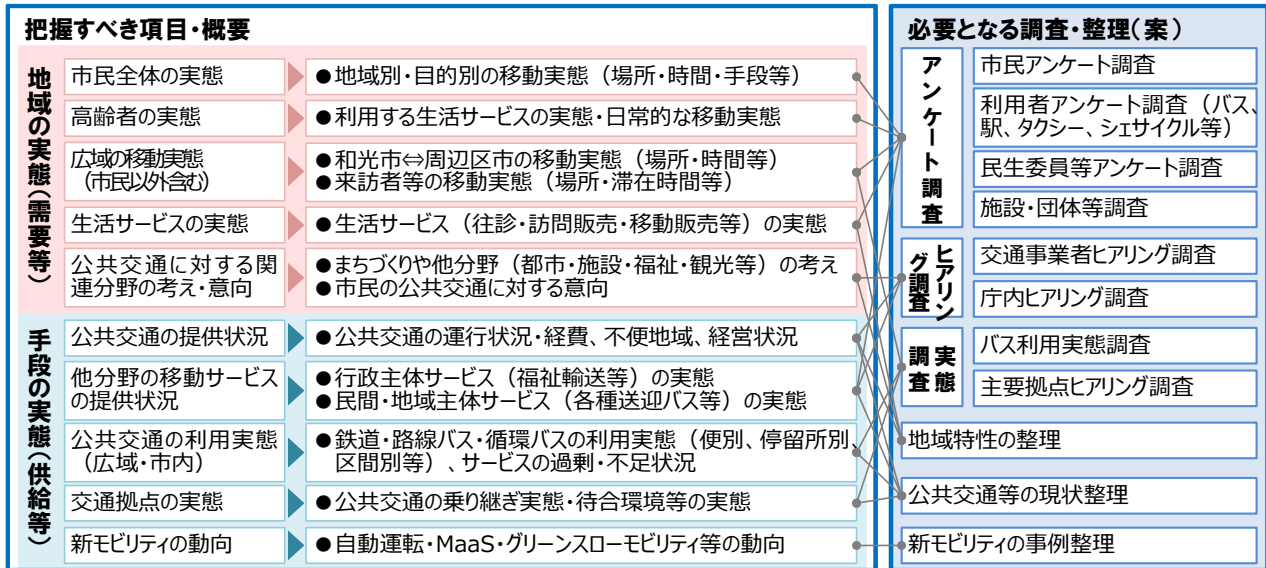 把握すべき項目・概要
地域の実態(需要等)
市民全体の実態
●地域別・目的別の移動実態（場所・時間・手段等）
高齢者の実態
●利用する生活サービスの実態・日常的な移動実態
広域の移動実態
（市民以外含む）
●和光市⇔周辺区市の移動実態（場所・時間等）
●来訪者等の移動実態（場所・滞在時間等）
生活サービスの実態
●生活サービス（往診・訪問販売・移動販売等）の実態
公共交通に対する関
連分野の考え・意向
●まちづくりや他分野（都市・施設・福祉・観光等）の考え
●市民の公共交通に対する意向
手段の実態(供給等)
公共交通の提供状況
●公共交通の運行状況・経費、不便地域、経営状況
他分野の移動サービス
の提供状況
●行政主体サービス（福祉輸送等）の実態
●民間・地域主体サービス（各種送迎バス等）の実態
公共交通の利用実態
（広域・市内）
●鉄道・路線バス・循環バスの利用実態（便別、停留所別、
区間別等）、サービスの過剰・不足状況
交通拠点の実態
●公共交通の乗り継ぎ実態・待合環境等の実態
新モビリティの動向
●自動運転・MaaS・グリーンスローモビリティ等の動向
必要となる調査・整理(案)
アンケート調査
市民アンケート調査
利用者アンケート調査（バス、
駅、タクシー、シェサイクル等）
民生委員等アンケート調査
施設・団体等調査
ヒアリン
グ調査
交通事業者ヒアリング調査
庁内ヒアリング調査
実態
調査
バス利用実態調査
主要拠点ヒアリング調査
地域特性の整理
公共交通等の現状整理
新モビリティの事例整理